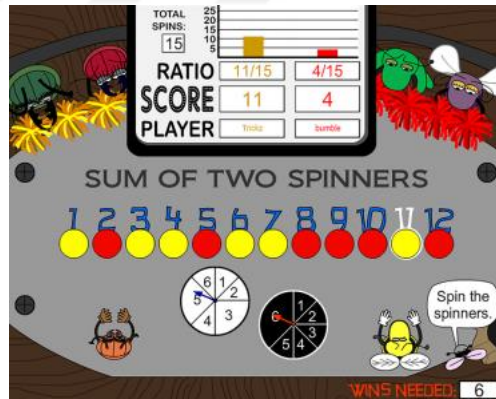 TOTAL
SPINS:
15
25
20
15
10
5
RATIO 11/15 4/15
SCORE 11 4
PLAYER Tricky bumble
SUM OF TWO SPINNERS
1 2 3 4 5 6 7 8 9 10 11 12
6 1
5 2
4 3
1
6 2
3
5 4
Spin the
spinners.
WINS NEEDED: 6